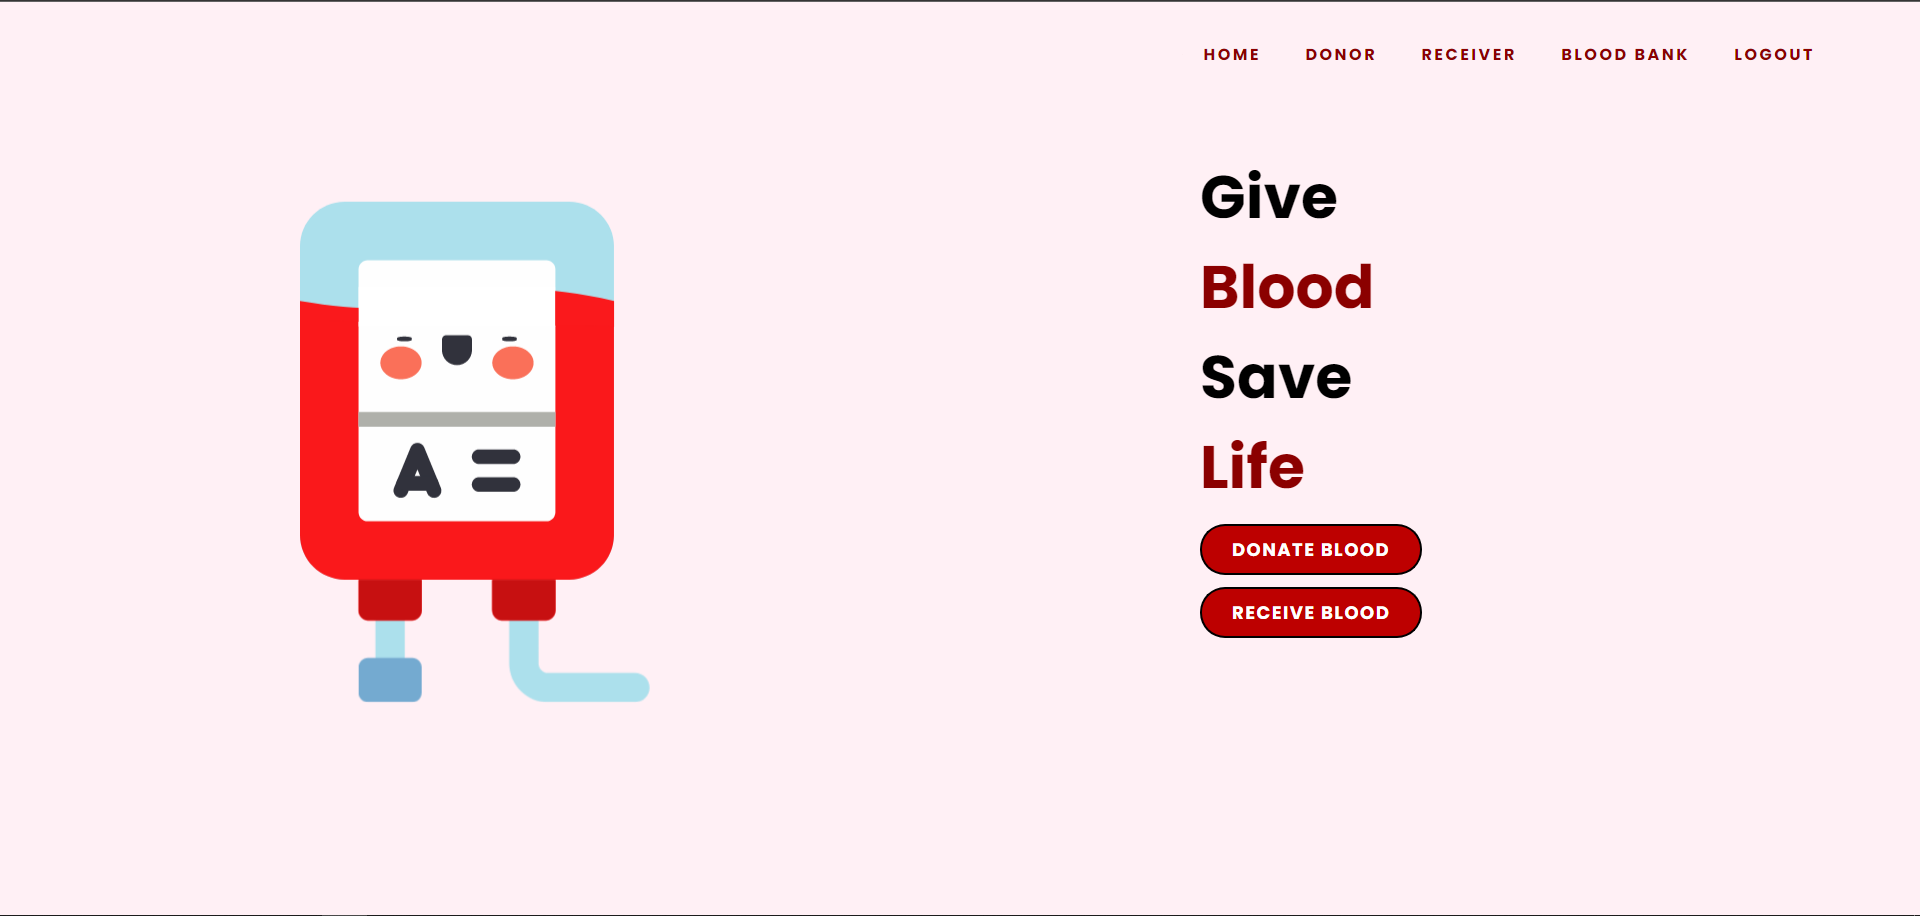 HOME DONOR RECEIVER BLOOD BANK LOGOUT
Give
Blood
Save
Life
A =
DONATE BLOOD
RECEIVE BLOOD